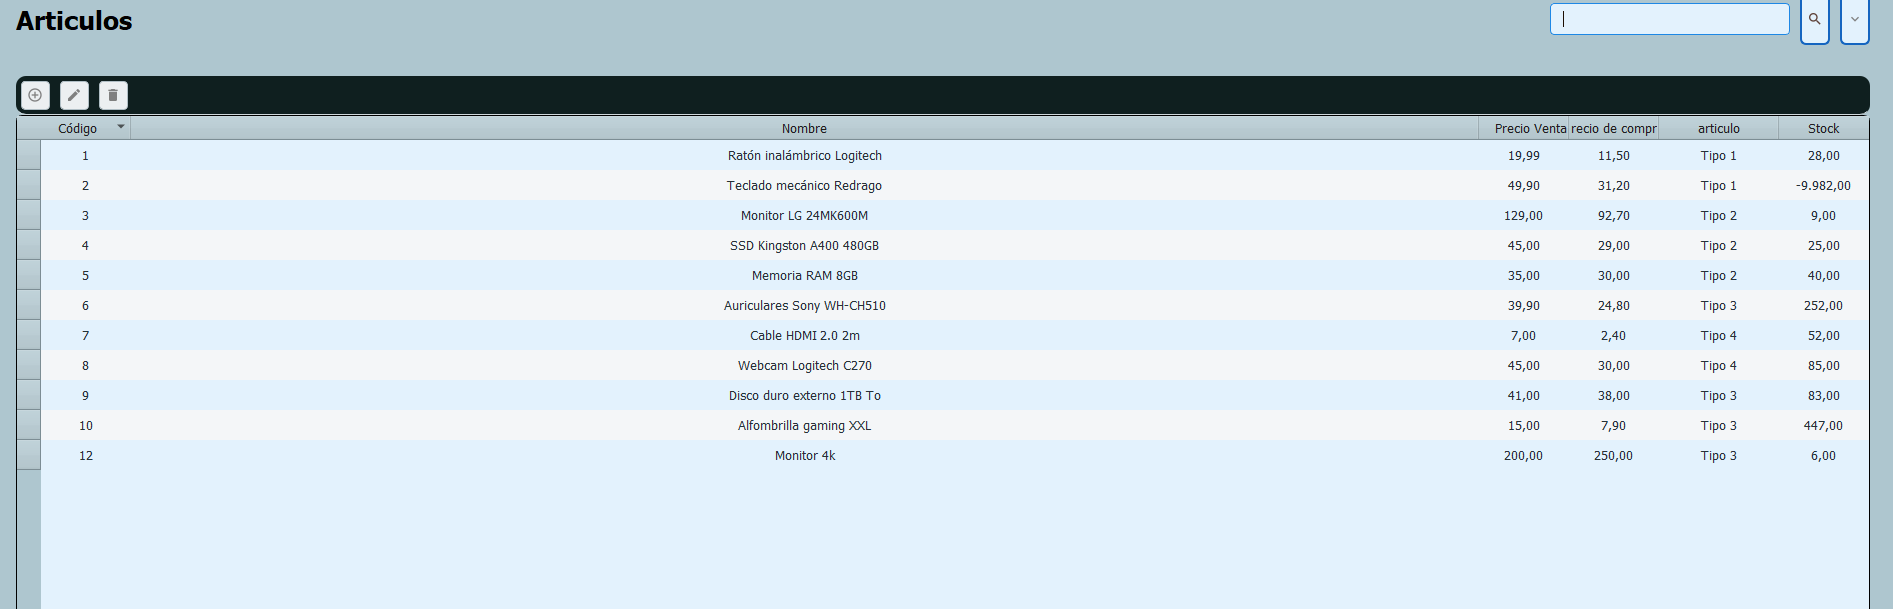 Articulos
Código Nombre Precio Venta recio de compr articulo Stock
1 Ratón inalámbrico Logitech 19,99 11,50 Tipo 1 28,00
2 Teclado mecánico Redrago 49,90 31,20 Tipo 1 -9.982,00
3 Monitor LG 24MK600M 129,00 92,70 Tipo 2 9,00
4 SSD Kingston A400 480GB 45,00 29,00 Tipo 2 25,00
5 Memoria RAM 8GB 35,00 30,00 Tipo 2 40,00
6 Auriculares Sony WH-CH510 39,90 24,80 Tipo 3 252,00
7 Cable HDMI 2.0 2m 7,00 2,40 Tipo 4 52,00
8 Webcam Logitech C270 45,00 30,00 Tipo 4 85,00
9 Disco duro externo 1TB To 41,00 38,00 Tipo 3 83,00
10 Alfombrilla gaming XXL 15,00 7,90 Tipo 3 447,00
12 Monitor 4k 200,00 250,00 Tipo 3 6,00